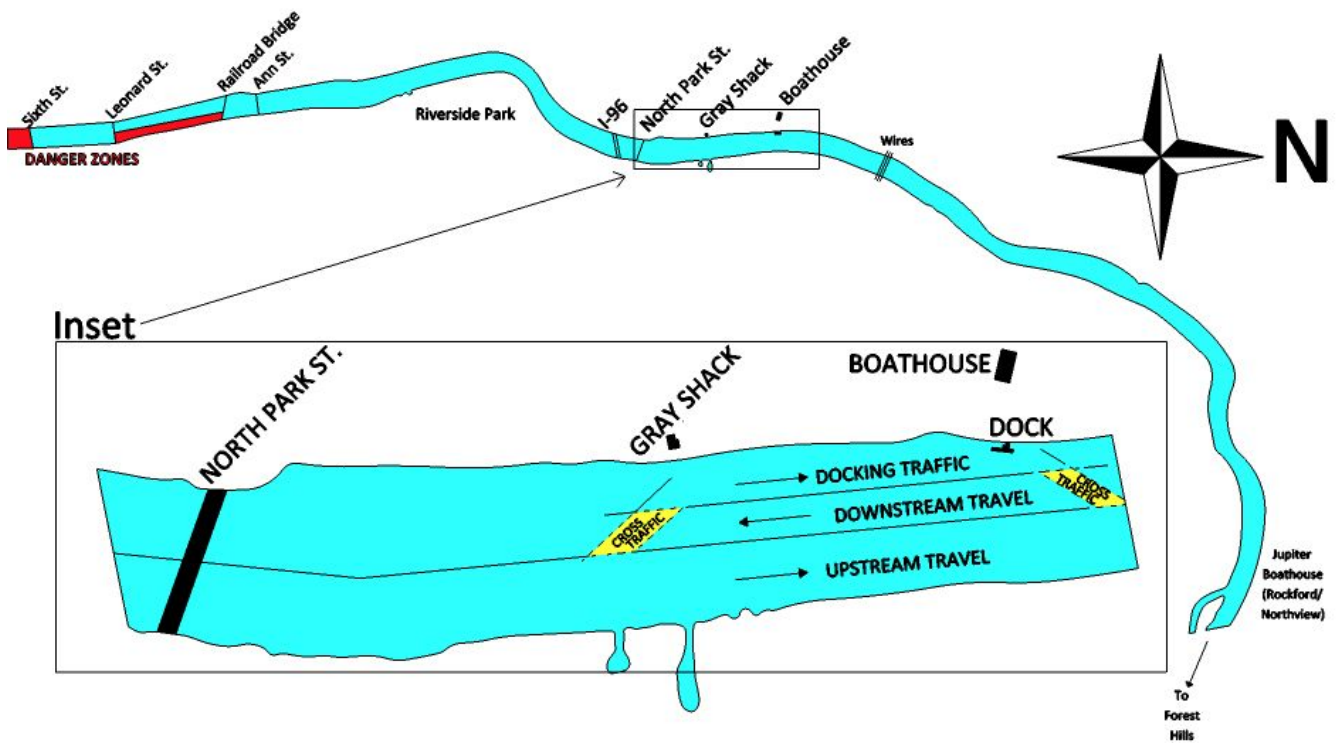 Sixth St.
Leonard St.
Railroad Bridge
Ann St.
Riverside Park
I-96
North Park St.
Gray Shack
Boathouse
Wires
N
DANGER ZONES
Inset
NORTH PARK ST.
GRAY SHACK
BOATHOUSE
DOCK
DOCKING TRAFFIC
CROSS
TRAFFIC
DOWNSTREAM TRAVEL
CROSS
TRAFFIC
UPSTREAM TRAVEL
Jupiter
Boathouse
(Rockford/
Northview)
To
Forest
Hills